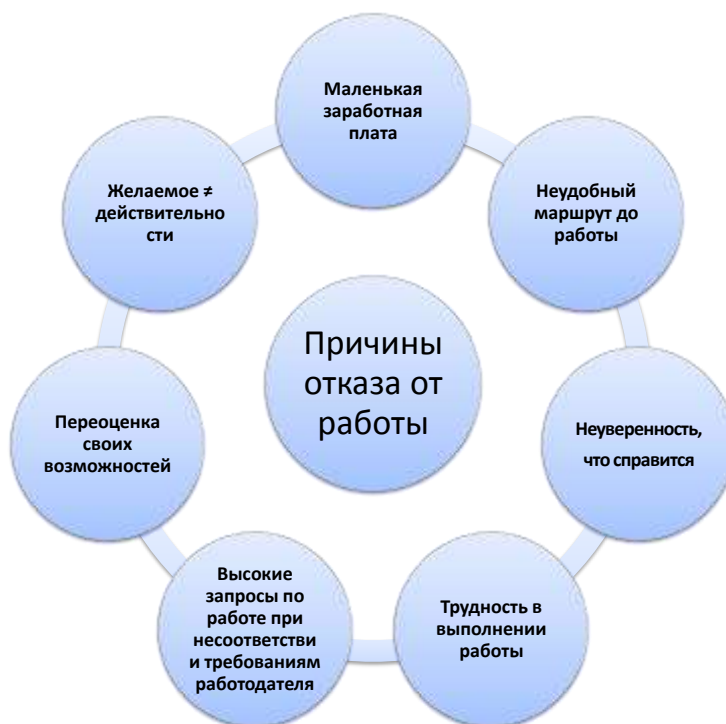 Маленькая
заработная
плата
Неудобный
маршрут до
работы
Неуверенность,
что справится
Трудность в
выполнении
работы
Высокие
запросы по
работе при
несоответстви
и требованиям
работодателя
Переоценка
своих
возможностей
Желаемое ≠
действительно
сти
Причины
отказа от
работы